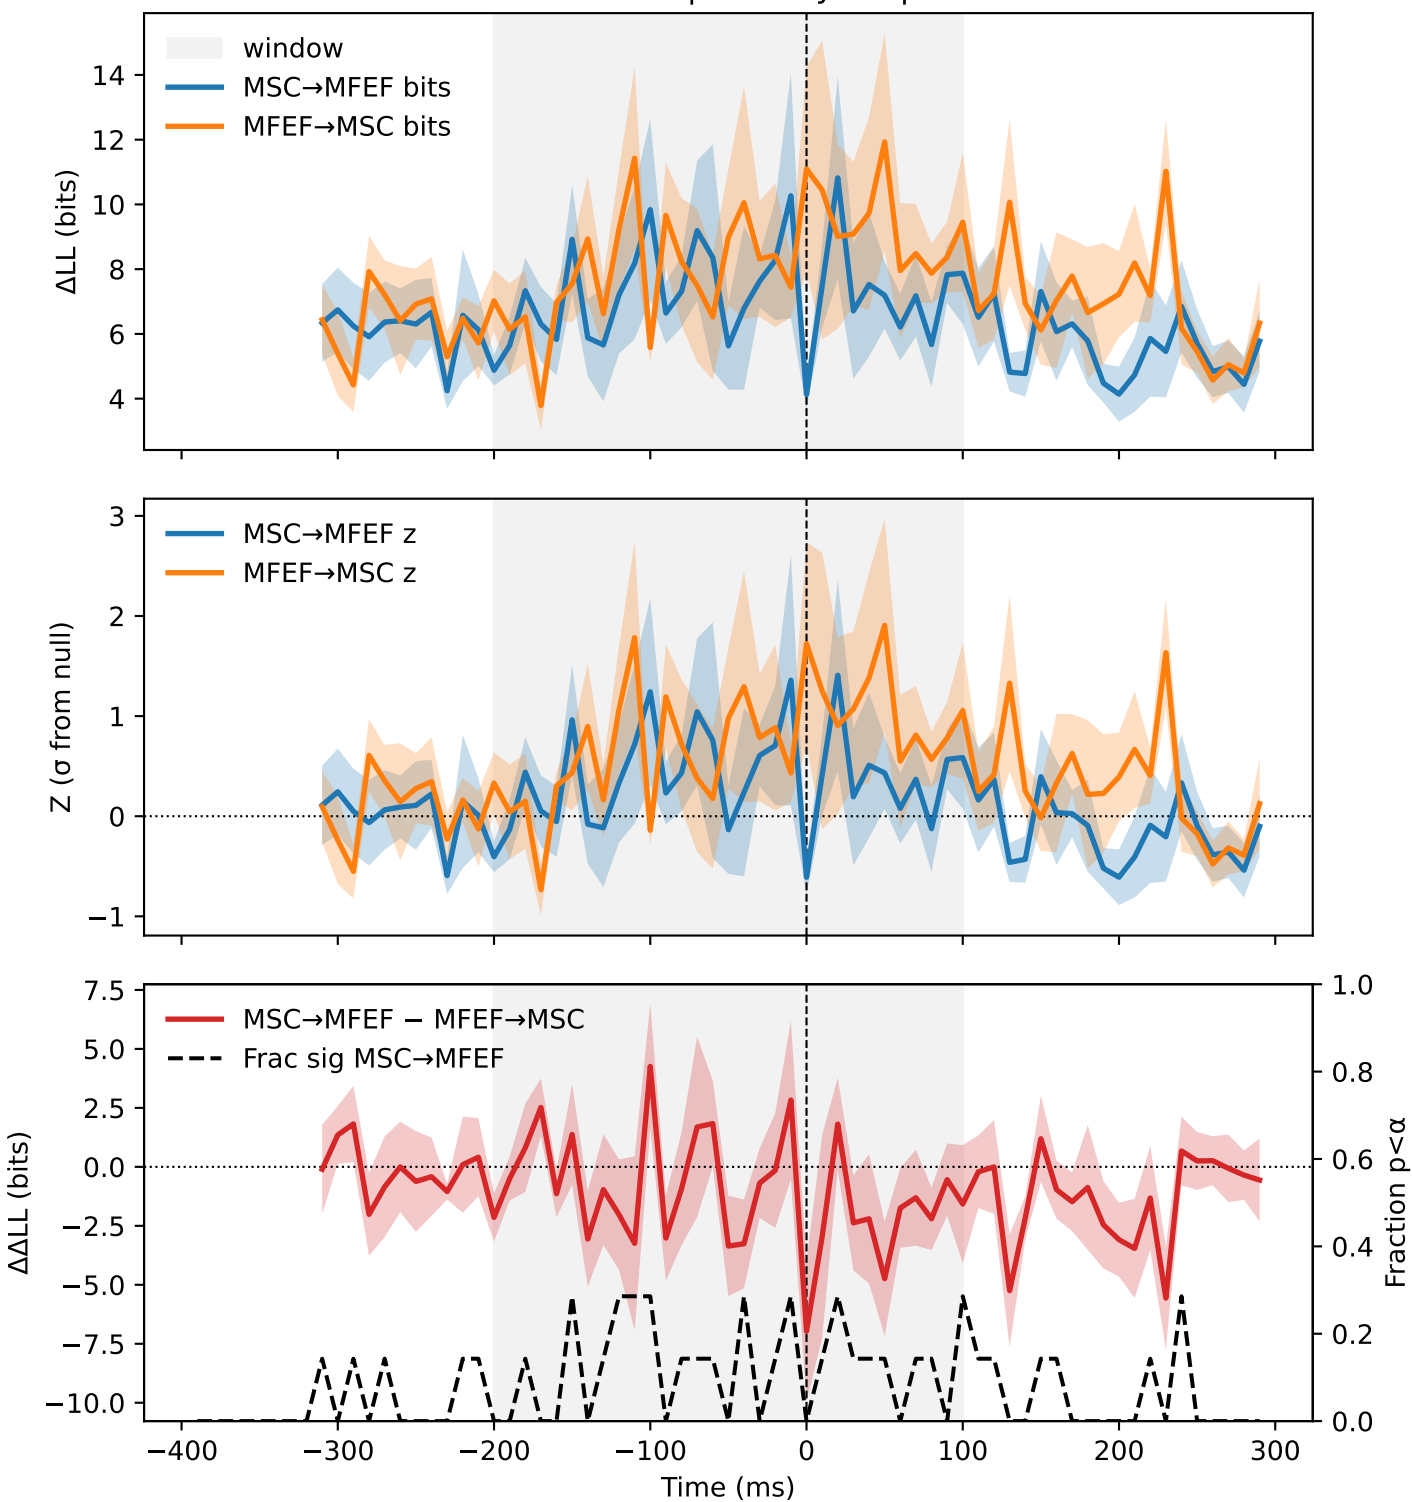 window
MSC→MFEF bits
MFEF→MSC bits
ΔLL (bits)
14
12
10
8
6
4
MSC→MFEF z
MFEF→MSC z
Z (σ from null)
3
2
1
0
−1
MSC→MFEF − MFEF→MSC
Frac sig MSC→MFEF
ΔΔLL (bits)
7.5
5.0
2.5
0.0
−2.5
−5.0
−7.5
−10.0
1.0
0.8
0.6
0.4
0.2
0.0
Fraction p<α
−400 −300 −200 −100 0 100 200 300
Time (ms)